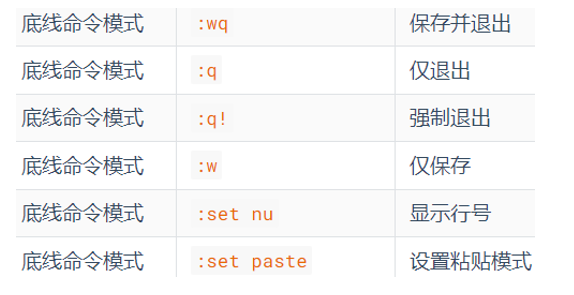 底线命令模式 :wq 保存并退出
底线命令模式 :q 仅退出
底线命令模式 :q! 强制退出
底线命令模式 :w 仅保存
底线命令模式 :set nu 显示行号
底线命令模式 :set paste 设置粘贴模式